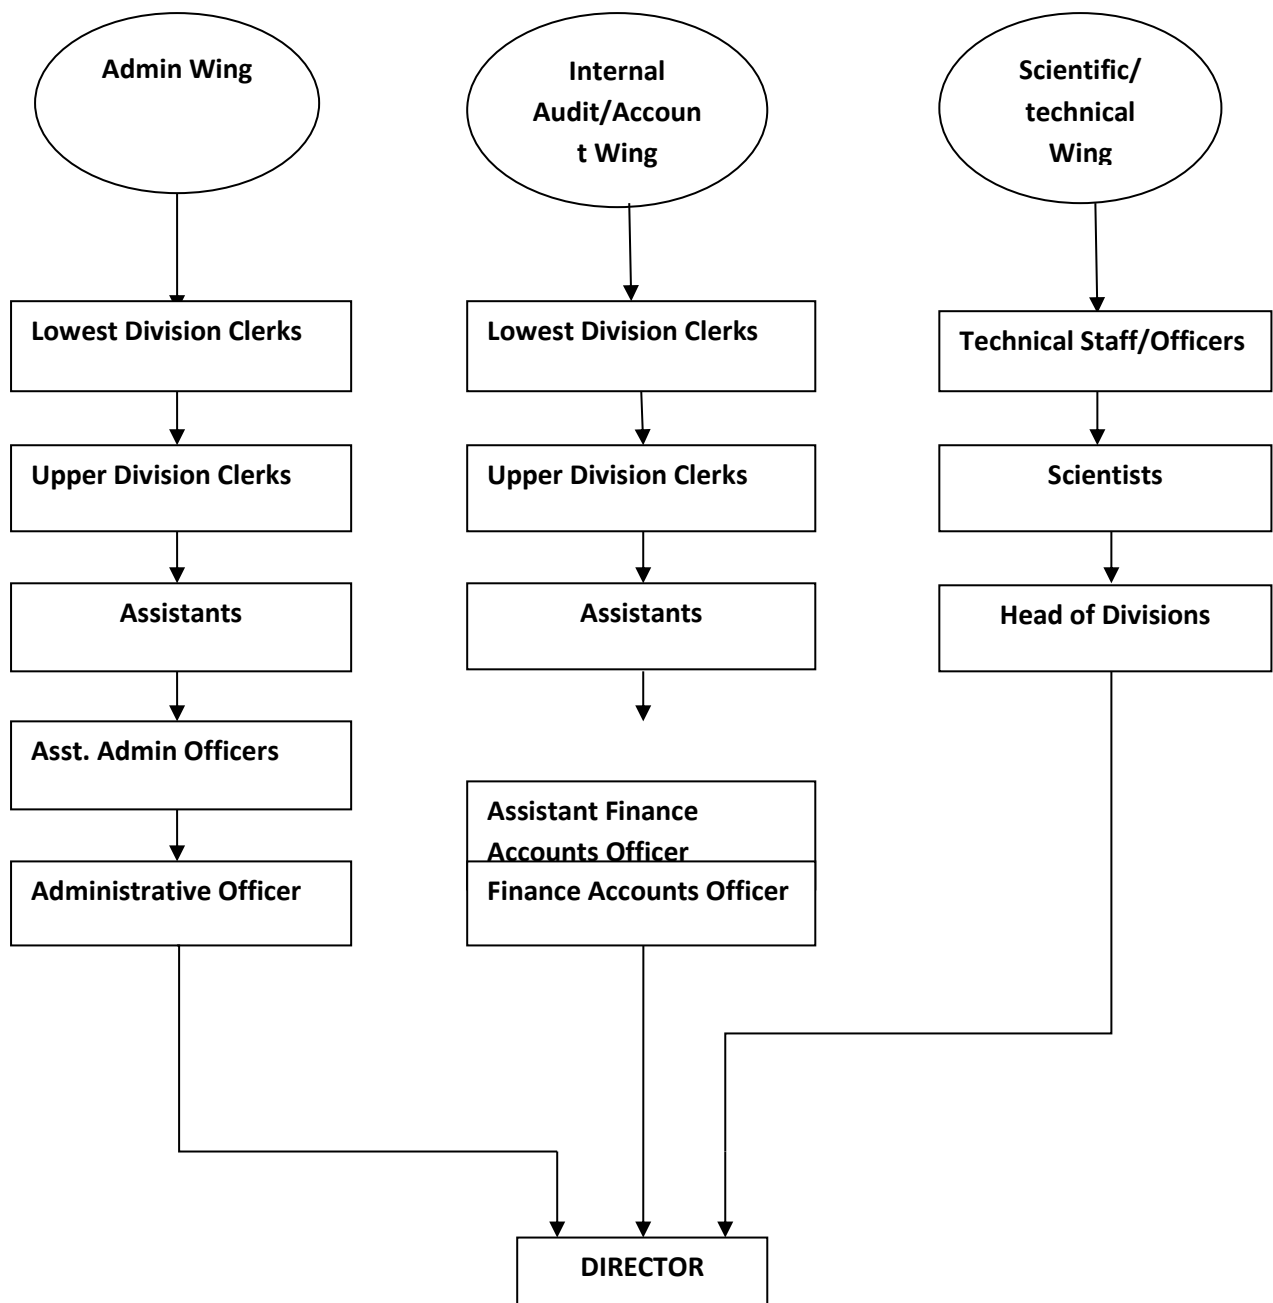 Admin Wing
Internal
Audit/Accoun
t Wing
Scientific/
technical
Wing
Lowest Division Clerks
Lowest Division Clerks
Technical Staff/Officers
Upper Division Clerks
Upper Division Clerks
Scientists
Assistants
Assistants
Head of Divisions
Asst. Admin Officers
Assistant Finance
Accounts Officer
Administrative Officer
Finance Accounts Officer
DIRECTOR